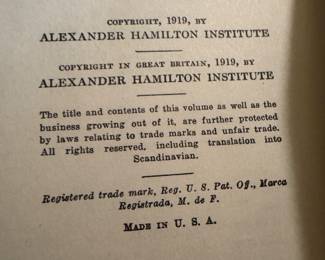 COPYRIGHT, 1919, BY
ALEXANDER HAMILTON INSTITUTE
COPYRIGHT IN GREAT BRITAIN, 1919, BY
ALEXANDER HAMILTON INSTITUTE
The title and contents of this volume as well as the
business growing out of it, are further protected
by laws relating to trade marks and unfair trade.
All rights reserved, including translation into
Scandinavian.
Registered trade mark, Reg. U. S. Pat. Of., Marca
Registrada, M. de F.
MADE IN U. S. A.